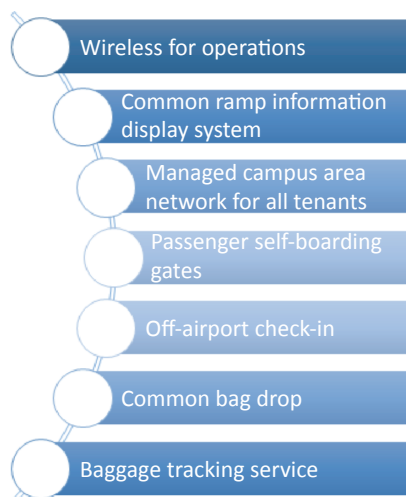 Wireless for operations
Common ramp information
display system
Managed campus area
network for all tenants
Passenger self-boarding
gates
Off-airport check-in
Common bag drop
Baggage tracking service